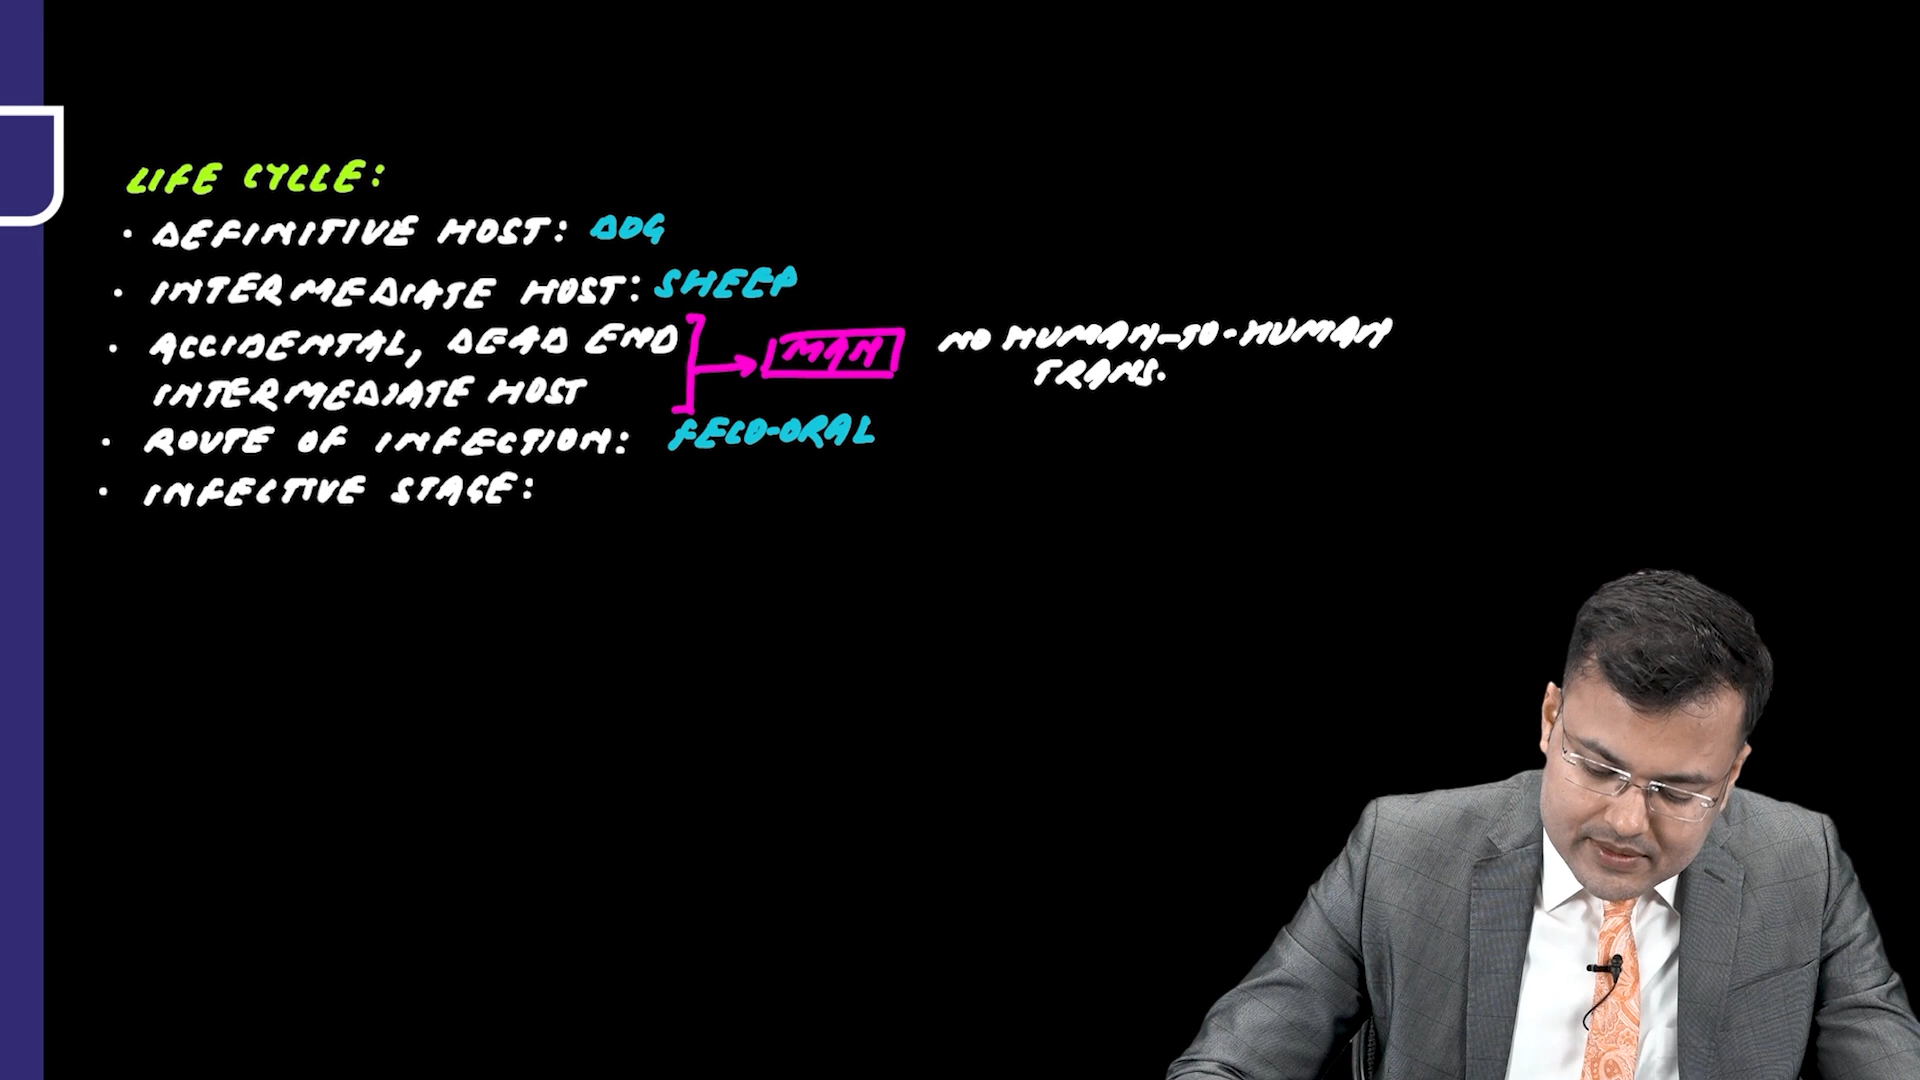 LIFE CYCLE:
• DEFINITIVE HOST: DOG
• INTERMEDIATE HOST: SHEEP
• ACCIDENTAL, DEAD END
INTERMEDIATE HOST
MAN
NO HUMAN-TO-HUMAN
TRANS.
• ROUTE OF INFECTION: FECO-ORAL
• INFECTIVE STAGE: